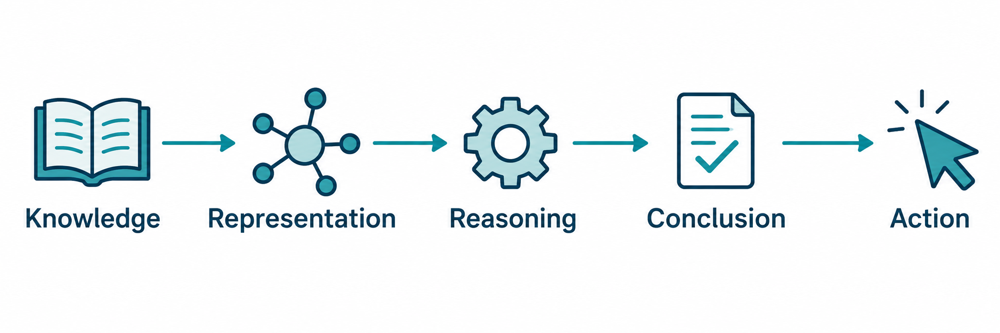 Knowledge
Representation
Reasoning
Conclusion
Action